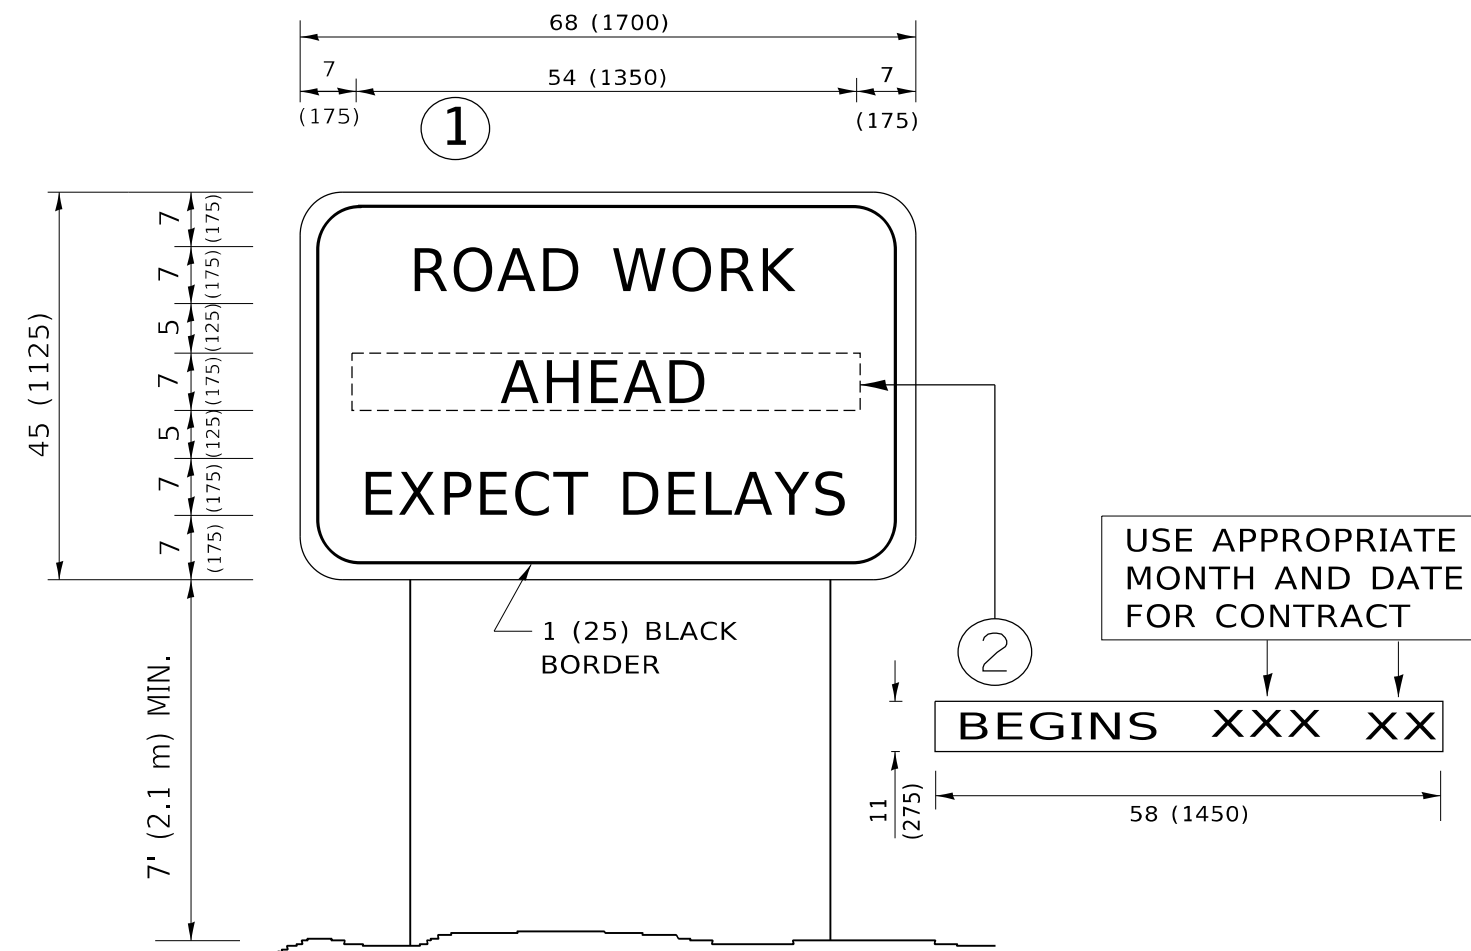 68 (1700)
7
54 (1350)
7
(175)
(175)
1
7
(175)
7
(175)
5
(125)
7
(175)
5
(125)
7
(175)
7
(175)
45 (1125)
ROAD WORK
AHEAD
EXPECT DELAYS
1 (25) BLACK
BORDER
7' (2.1 m) MIN.
USE APPROPRIATE
MONTH AND DATE
FOR CONTRACT
2
BEGINS XXX XX
11
(275)
58 (1450)